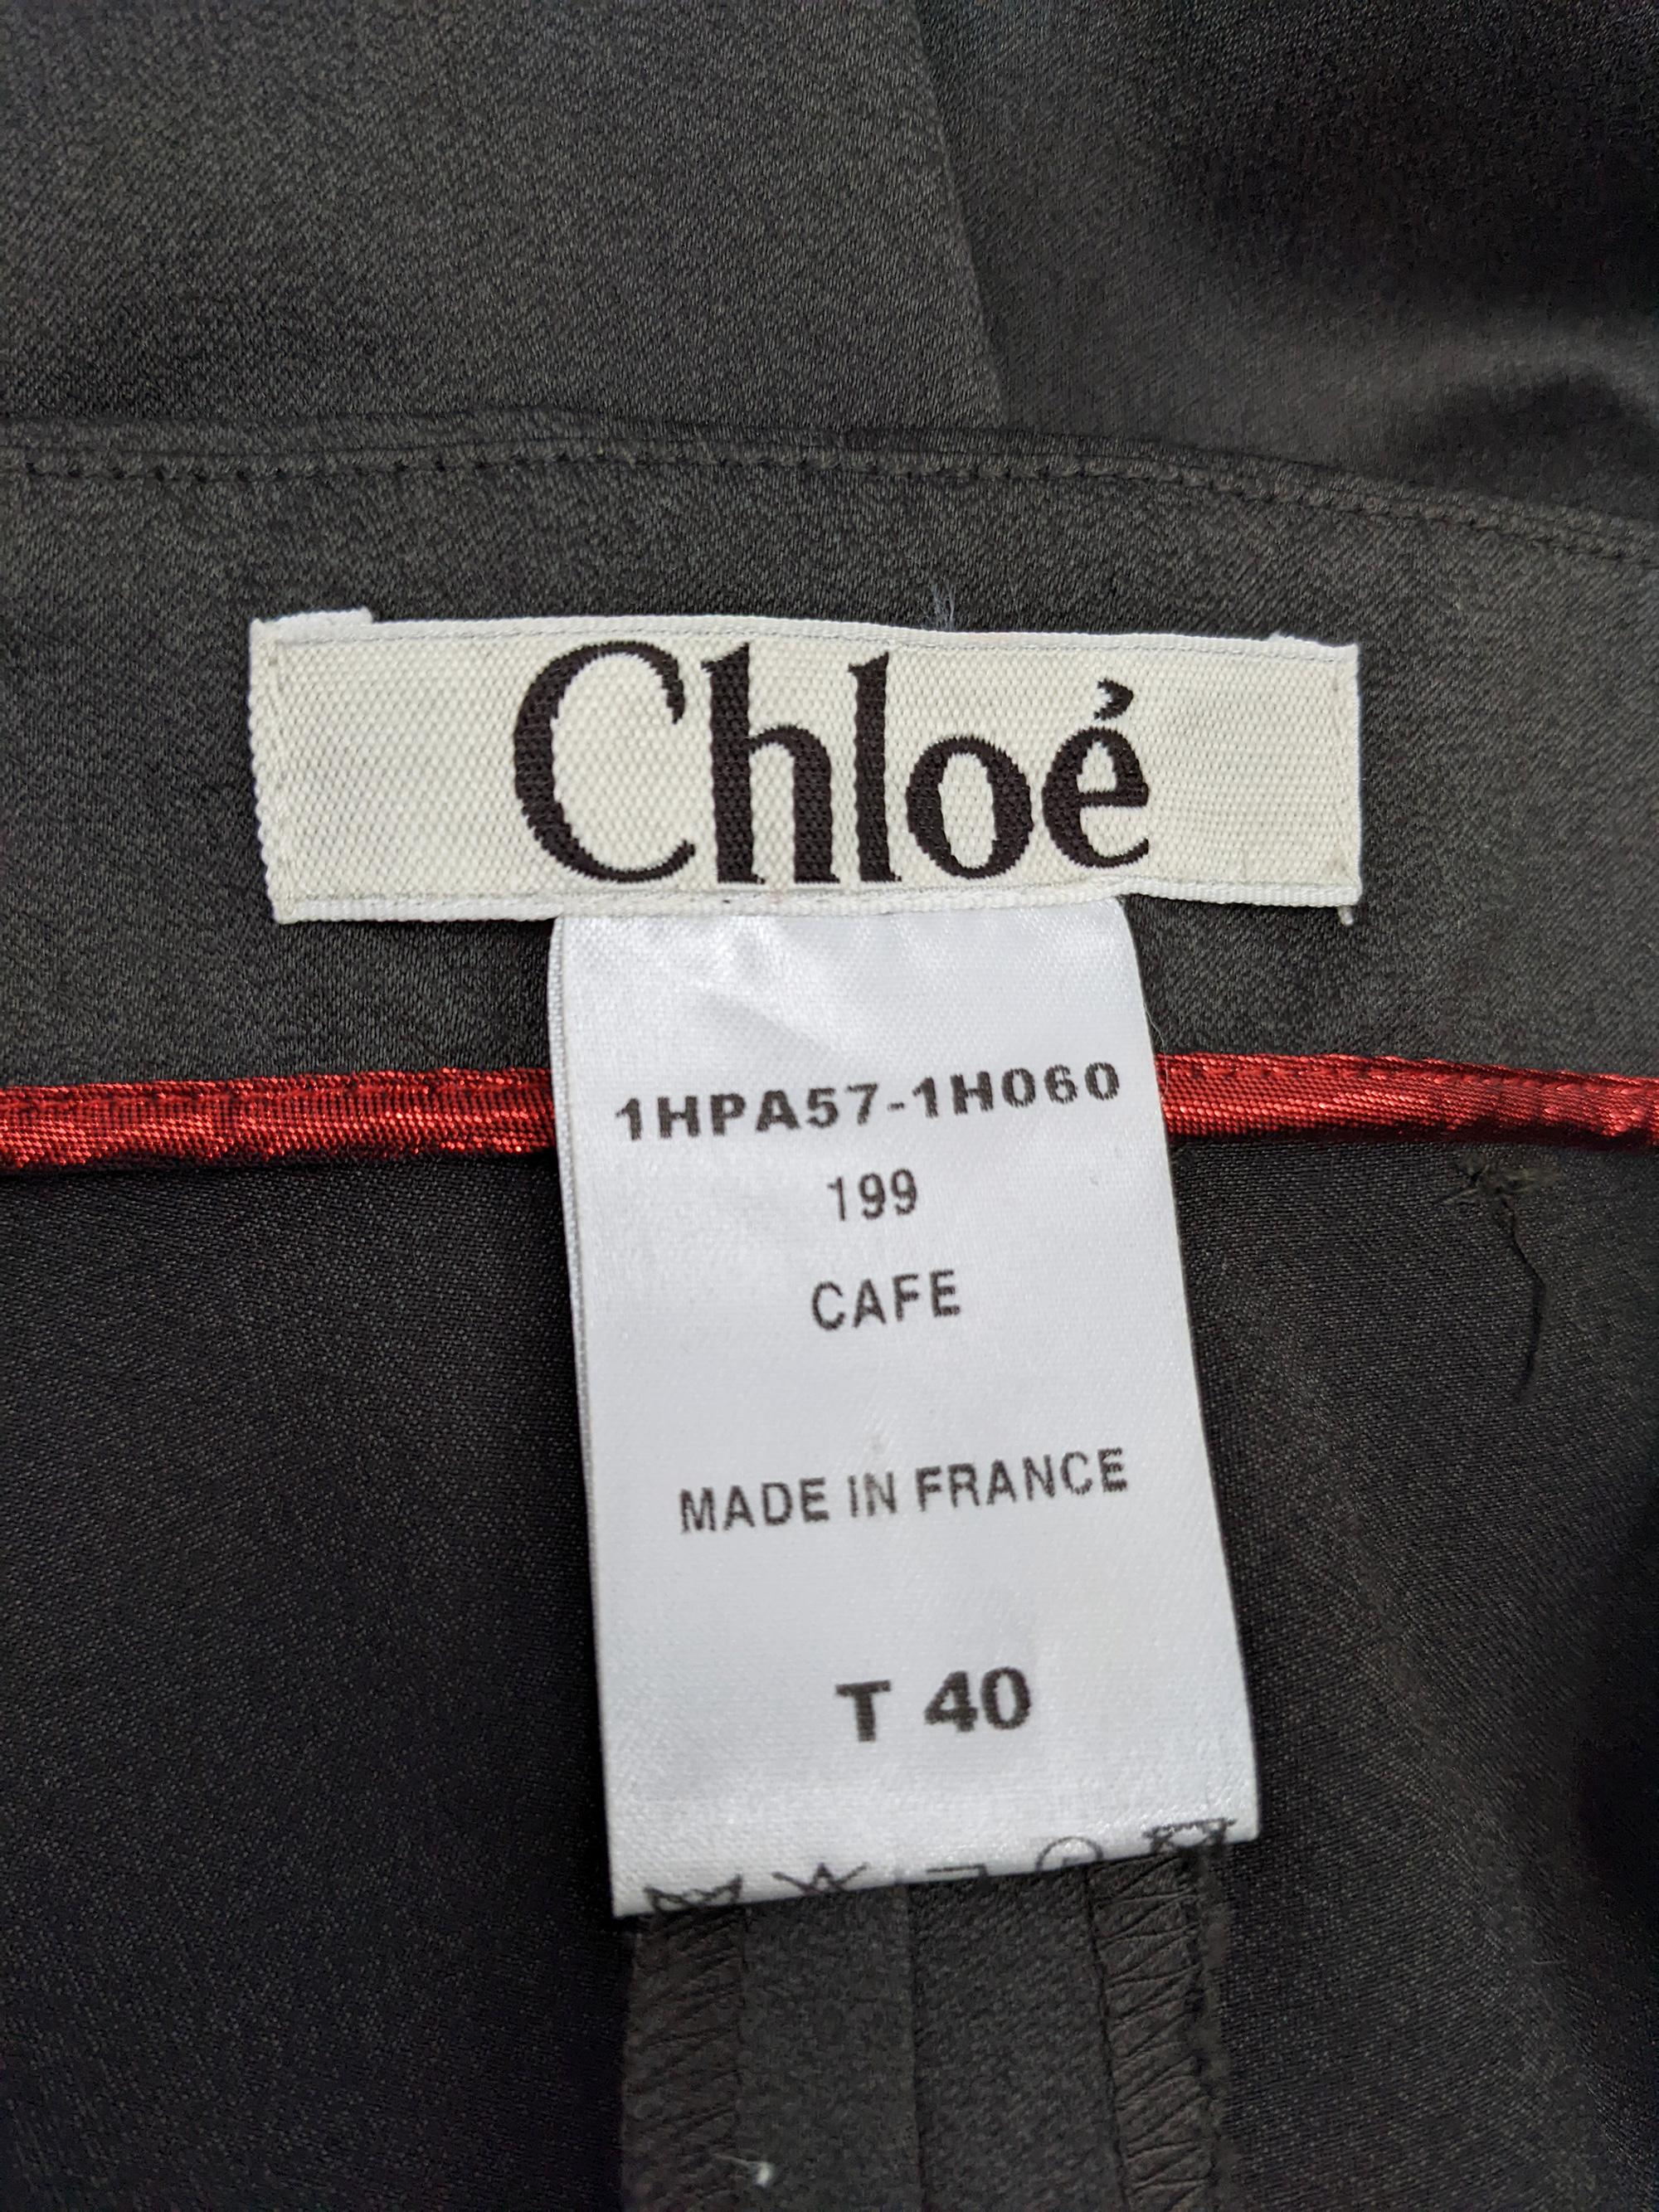 Chloé
1HPA57-1H060
199
CAFE
MADE IN FRANCE
T 40